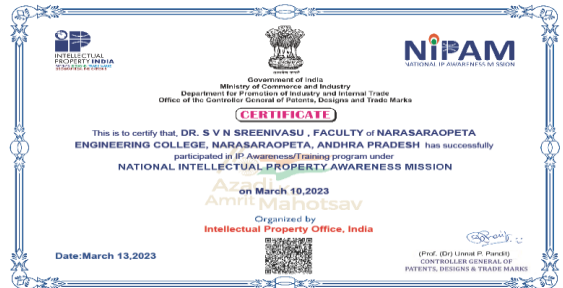 INTELLECTUAL
PROPERTY INDIA
NiPAM
NATIONAL IP AWARENESS MISSION
Government of India
Ministry of Commerce and Industry
Department for Promotion of Industry and Internal Trade
Office of the Controller General of Patents, Designs and Trade Marks
CERTIFICATE
This is to certify that, DR. S V N SREENIVASU , FACULTY of NARASARAOPETA
ENGINEERING COLLEGE, NARASARAOPETA, ANDHRA PRADESH has successfully
participated in IP Awareness/Training program under
NATIONAL INTELLECTUAL PROPERTY AWARENESS MISSION
Azadi
Amrit Mahotsav
on March 10,2023
Organized by
Intellectual Property Office, India
Date:March 13,2023
(Prof. (Dr) Unnat P. Pandit)
CONTROLLER GENERAL OF
PATENTS, DESIGNS & TRADE MARKS